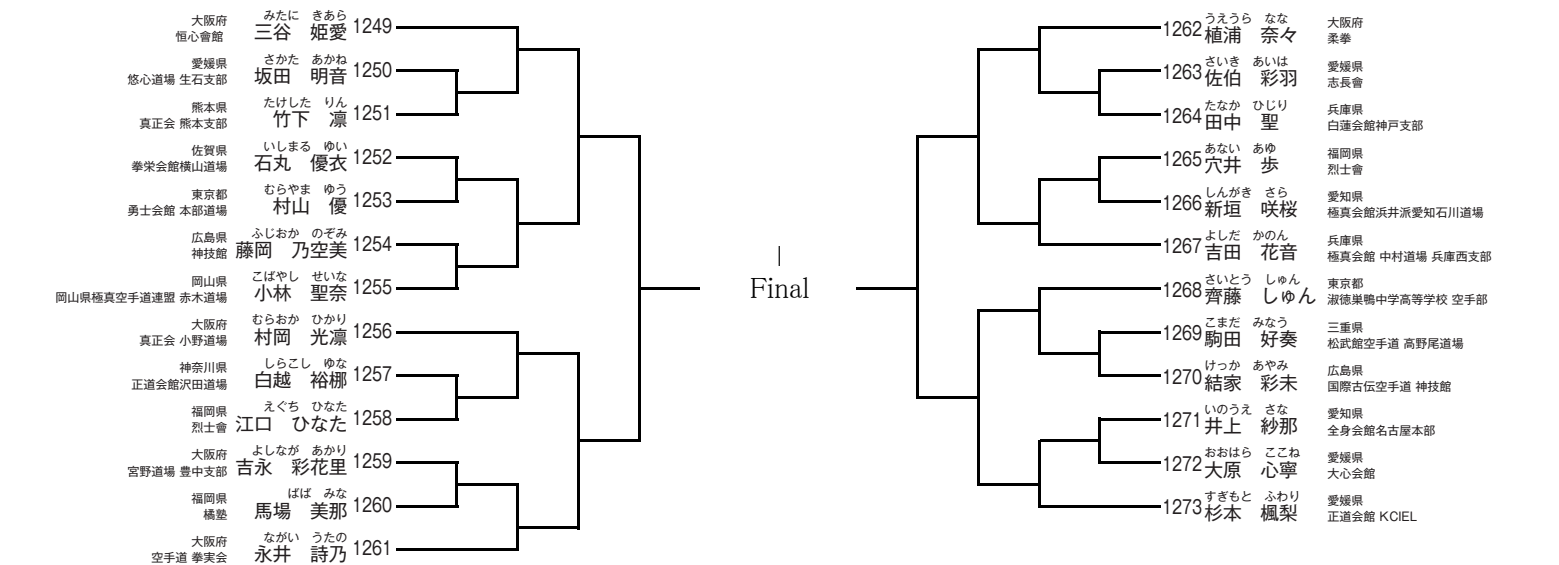 大阪府
恒心會館
みたに きあら
三谷 姫愛 1249
愛媛県
悠心道場 生石支部
さかた あかね
坂田 明音 1250
熊本県
真正会 熊本支部
たけした りん
竹下 凛 1251
佐賀県
拳栄会館横山道場
いしまる ゆい
石丸 優衣 1252
東京都
勇士会館 本部道場
むらやま ゆう
村山 優 1253
広島県
神技館
ふじおか のぞみ
藤岡 乃空美 1254
岡山県
岡山県極真空手道連盟 赤木道場
こばやし せいな
小林 聖奈 1255
大阪府
真正会 小野道場
むらおか ひかり
村岡 光凛 1256
神奈川県
正道会館沢田道場
しらこし ゆな
白越 裕梛 1257
福岡県
烈士會
えぐち ひなた
江口 ひなた 1258
大阪府
宮野道場 豊中支部
よしなが あかり
吉永 彩花里 1259
福岡県
橘塾
ばば みな
馬場 美那 1260
大阪府
空手道 拳実会
ながい うたの
永井 詩乃 1261
Final
うえうら なな
1262 植浦 奈々
大阪府
柔拳
さいき あいは
1263 佐伯 彩羽
愛媛県
志長會
たなか ひじり
1264 田中 聖
兵庫県
白蓮会館神戸支部
あない あゆ
1265 穴井 歩
福岡県
烈士會
しんがき さら
1266 新垣 咲桜
愛知県
極真会館浜井派愛知石川道場
よしだ かのん
1267 吉田 花音
兵庫県
極真会館 中村道場 兵庫西支部
さいとう しゅん
1268 齊藤 しゅん
東京都
淑徳巣鴨中学高等学校 空手部
こまだ みなう
1269 駒田 好奏
三重県
松武館空手道 高野尾道場
けっか あやみ
1270 結家 彩未
広島県
国際古伝空手道 神技館
いのうえ さな
1271 井上 紗那
愛知県
全身会館名古屋本部
おおはら ここね
1272 大原 心寧
愛媛県
大心会館
すぎもと ふわり
1273 杉本 楓梨
愛媛県
正道会館 KCIEL